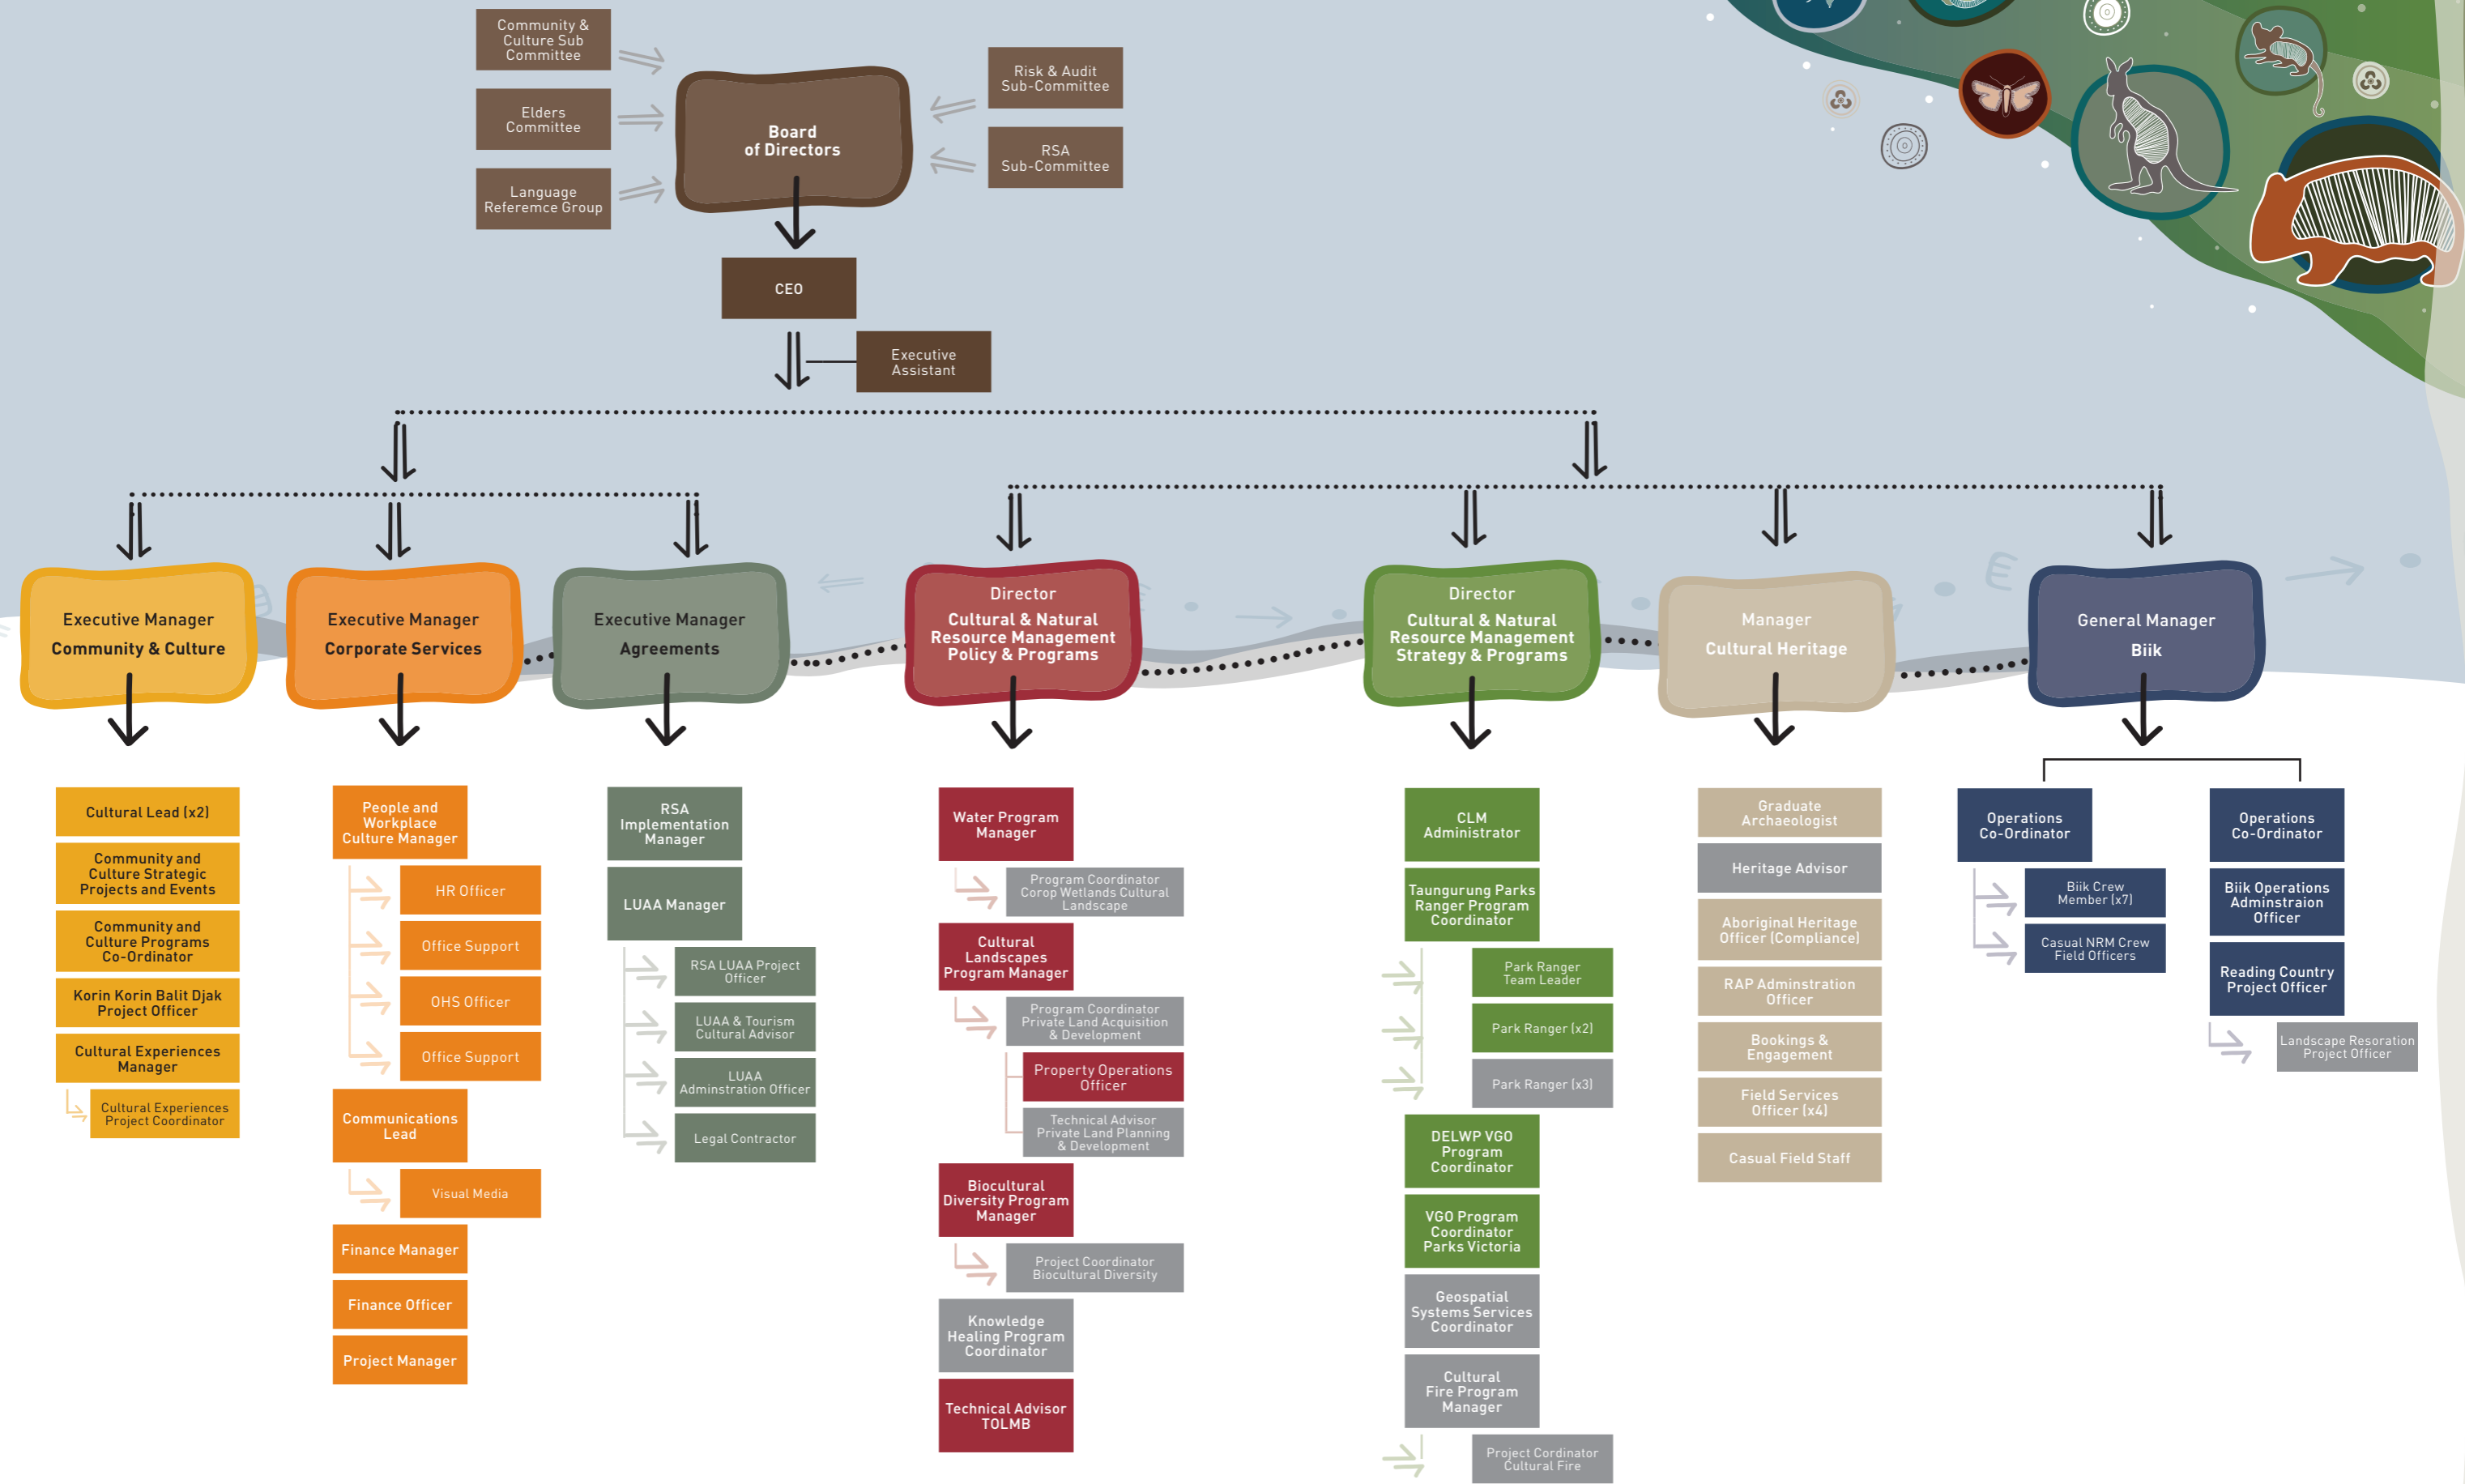 Community &
Culture Sub
Committee
Elders
Committee
Language
Referemce Group
Board
of Directors
Risk & Audit
Sub-Committee
RSA
Sub-Committee
CEO
Executive
Assistant
Executive Manager
Community & Culture
Executive Manager
Corporate Services
Executive Manager
Agreements
Director
Cultural & Natural
Resource Management
Policy & Programs
Director
Cultural & Natural
Resource Management
Strategy & Programs
Manager
Cultural Heritage
General Manager
Biik
Cultural Lead (x2)
Community and
Culture Strategic
Projects and Events
Community and
Culture Programs
Co-Ordinator
Korin Korin Balit Djak
Project Officer
Cultural Experiences
Manager
Cultural Experiences
Project Coordinator
People and
Workplace
Culture Manager
HR Officer
Office Support
OHS Officer
Office Support
Communications
Lead
Visual Media
Finance Manager
Finance Officer
Project Manager
RSA
Implementation
Manager
LUAA Manager
RSA LUAA Project
Officer
LUAA & Tourism
Cultural Advisor
LUAA
Adminstration Officer
Legal Contractor
Water Program
Manager
Program Coordinator
Corop Wetlands Cultural
Landscape
Cultural
Landscapes
Program Manager
Program Coordinator
Private Land Acquisition
& Development
Property Operations
Officer
Technical Advisor
Private Land Planning
& Development
Biocultural
Diversity Program
Manager
Project Coordinator
Biocultural Diversity
Knowledge
Healing Program
Coordinator
Technical Advisor
TOLMB
CLM
Administrator
Taungurung Parks
Ranger Program
Coordinator
Park Ranger
Team Leader
Park Ranger (x2)
Park Ranger (x3)
DELWP VGO
Program
Coordinator
VGO Program
Coordinator
Parks Victoria
Geospatial
Systems Services
Coordinator
Cultural
Fire Program
Manager
Project Cordinator
Cultural Fire
Graduate
Archaeologist
Heritage Advisor
Aboriginal Heritage
Officer (Compliance)
RAP Adminstration
Officer
Bookings &
Engagement
Field Services
Officer (x4)
Casual Field Staff
Operations
Co-Ordinator
Biik Crew
Member (x7)
Casual NRM Crew
Field Officers
Operations
Co-Ordinator
Biik Operations
Adminstraion
Officer
Reading Country
Project Officer
Landscape Resoration
Project Officer